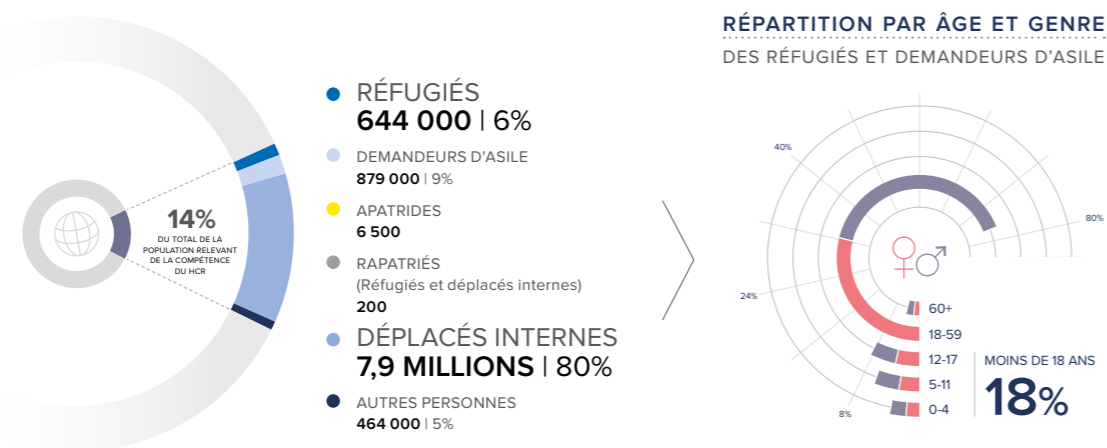 RÉPARTITION PAR ÂGE ET GENRE
DES RÉFUGIÉS ET DEMANDEURS D'ASILE
14%
DU TOTAL DE LA
POPULATION RELEVANT
DE LA COMPÉTENCE
DU HCR
RÉFUGIÉS
644 000 | 6%
DEMANDEURS D'ASILE
879 000 | 9%
APATRIDES
6 500
RAPATRIÉS
(Réfugiés et déplacés internes)
200
DÉPLACÉS INTERNES
7,9 MILLIONS | 80%
AUTRES PERSONNES
464 000 | 5%
40%
80%
24%
8%
60+
18-59
12-17
5-11
0-4
MOINS DE 18 ANS
18%